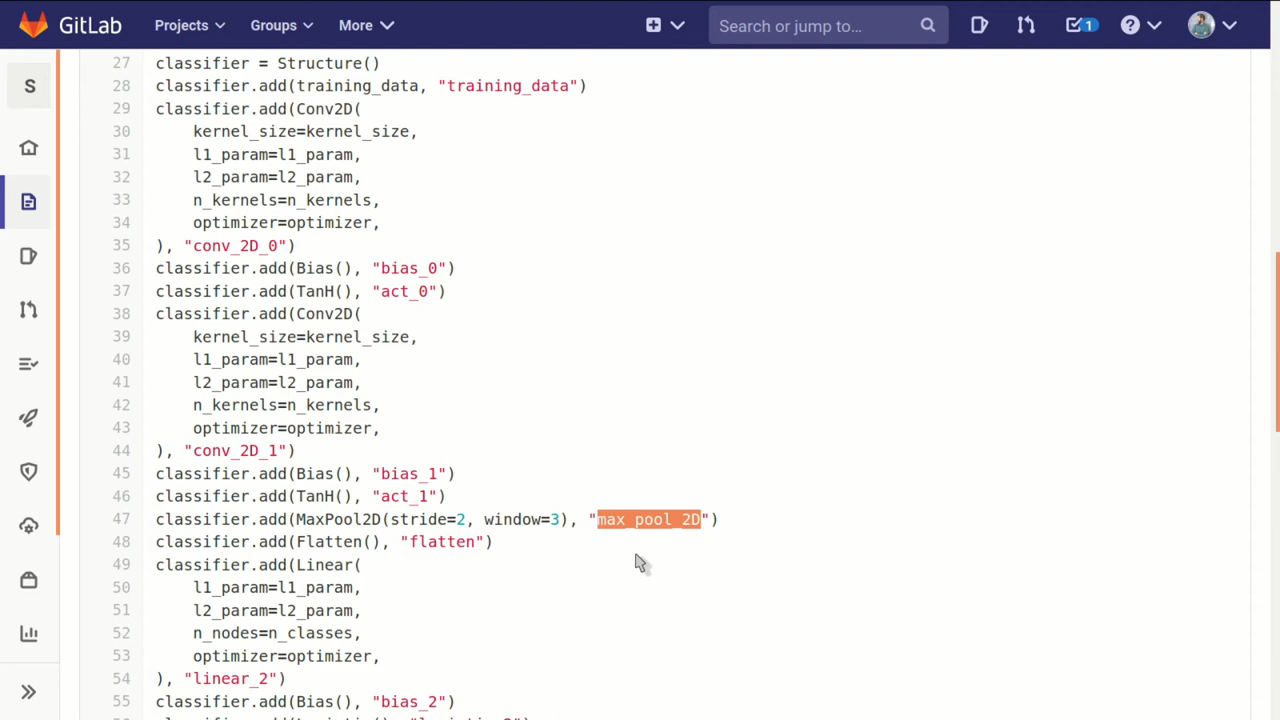 GitLab Projects Groups More Search or jump to... 1
S
27 classifier = Structure()
28 classifier.add(training_data, "training_data")
29 classifier.add(Conv2D(
30 kernel_size=kernel_size,
31 l1_param=l1_param,
32 l2_param=l2_param,
33 n_kernels=n_kernels,
34 optimizer=optimizer,
35 ), "conv_2D_0")
36 classifier.add(Bias(), "bias_0")
37 classifier.add(TanH(), "act_0")
38 classifier.add(Conv2D(
39 kernel_size=kernel_size,
40 l1_param=l1_param,
41 l2_param=l2_param,
42 n_kernels=n_kernels,
43 optimizer=optimizer,
44 ), "conv_2D_1")
45 classifier.add(Bias(), "bias_1")
46 classifier.add(TanH(), "act_1")
47 classifier.add(MaxPool2D(stride=2, window=3), "max_pool_2D")
48 classifier.add(Flatten(), "flatten")
49 classifier.add(Linear(
50 l1_param=l1_param,
51 l2_param=l2_param,
52 n_nodes=n_classes,
53 optimizer=optimizer,
54 ), "linear_2")
55 classifier.add(Bias(), "bias_2")